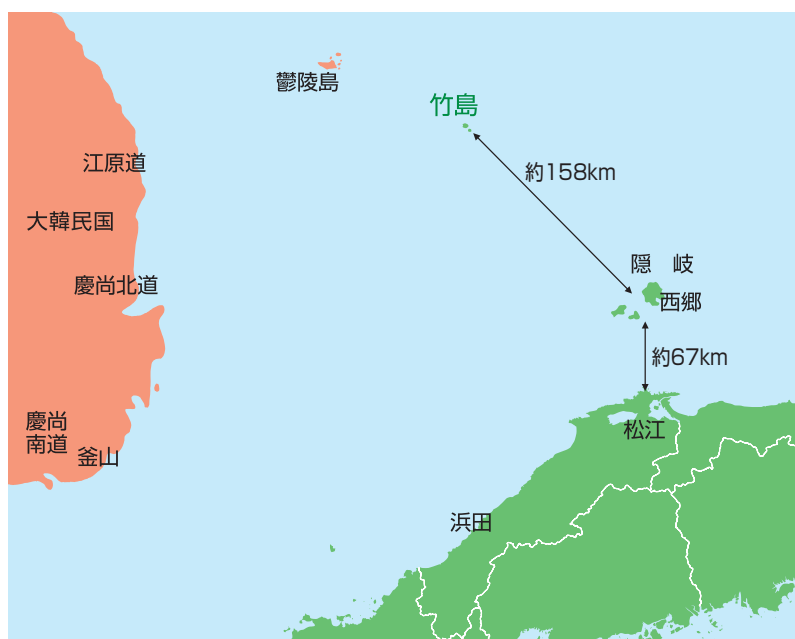 鬱陵島
竹島
江原道
約158km
大韓民国
隠 岐
慶尚北道
西郷
約67km
慶尚
南道
松江
釜山
浜田